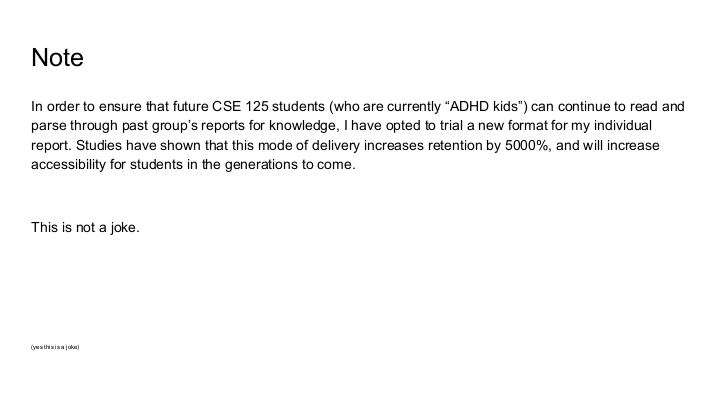 Note
In order to ensure that future CSE 125 students (who are currently “ADHD kids”) can continue to read and
parse through past group’s reports for knowledge, I have opted to trial a new format for my individual
report. Studies have shown that this mode of delivery increases retention by 5000%, and will increase
accessibility for students in the generations to come.
This is not a joke.
(yes this is a joke)